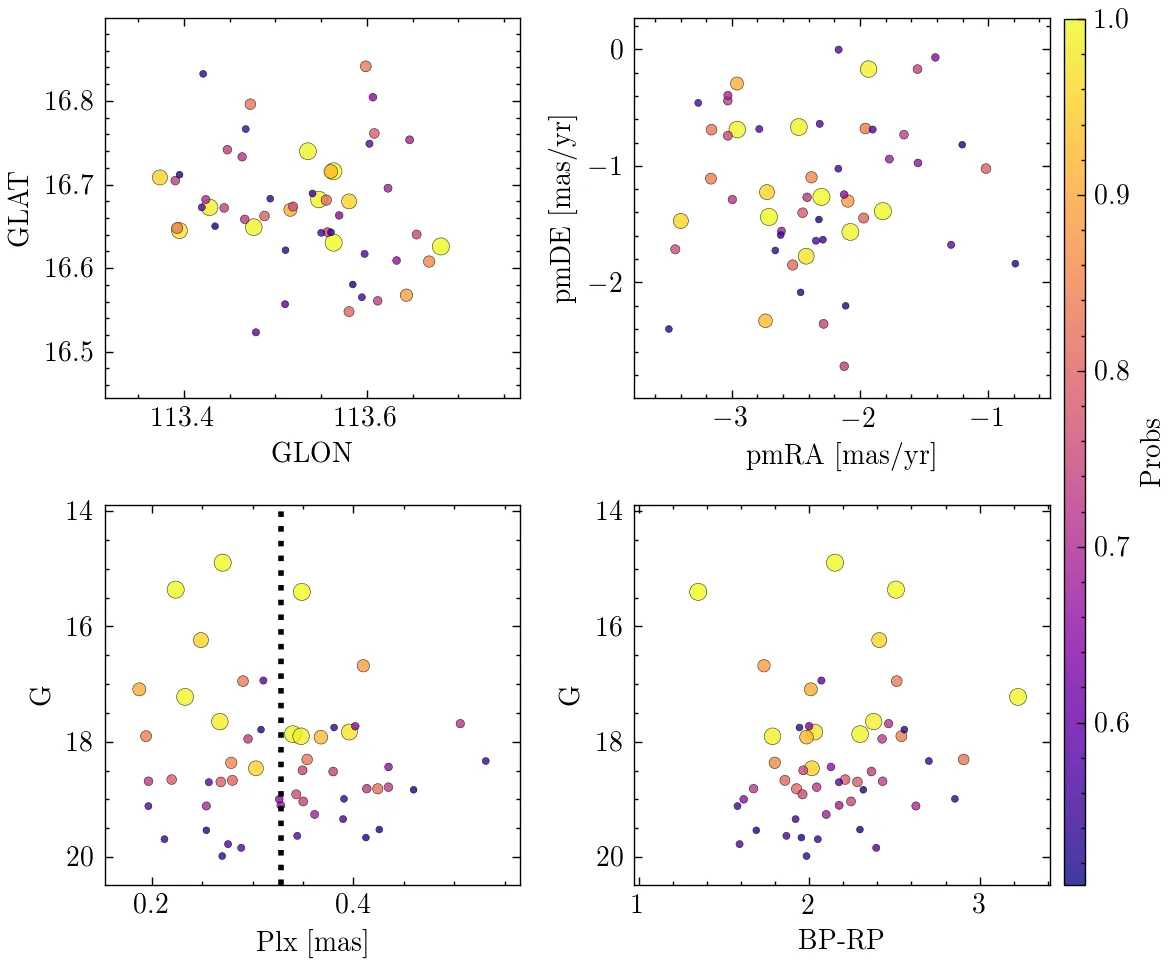 16.8
16.7
16.6
16.5
GLAT
113.4 113.6
GLON
0
−1
−2
pmDE [mas/yr]
−3 −2 −1
pmRA [mas/yr]
14
16
18
20
G
0.2 0.4
Plx [mas]
14
16
18
20
G
1 2 3
BP-RP
1.0
0.9
0.8
0.7
0.6
Probs